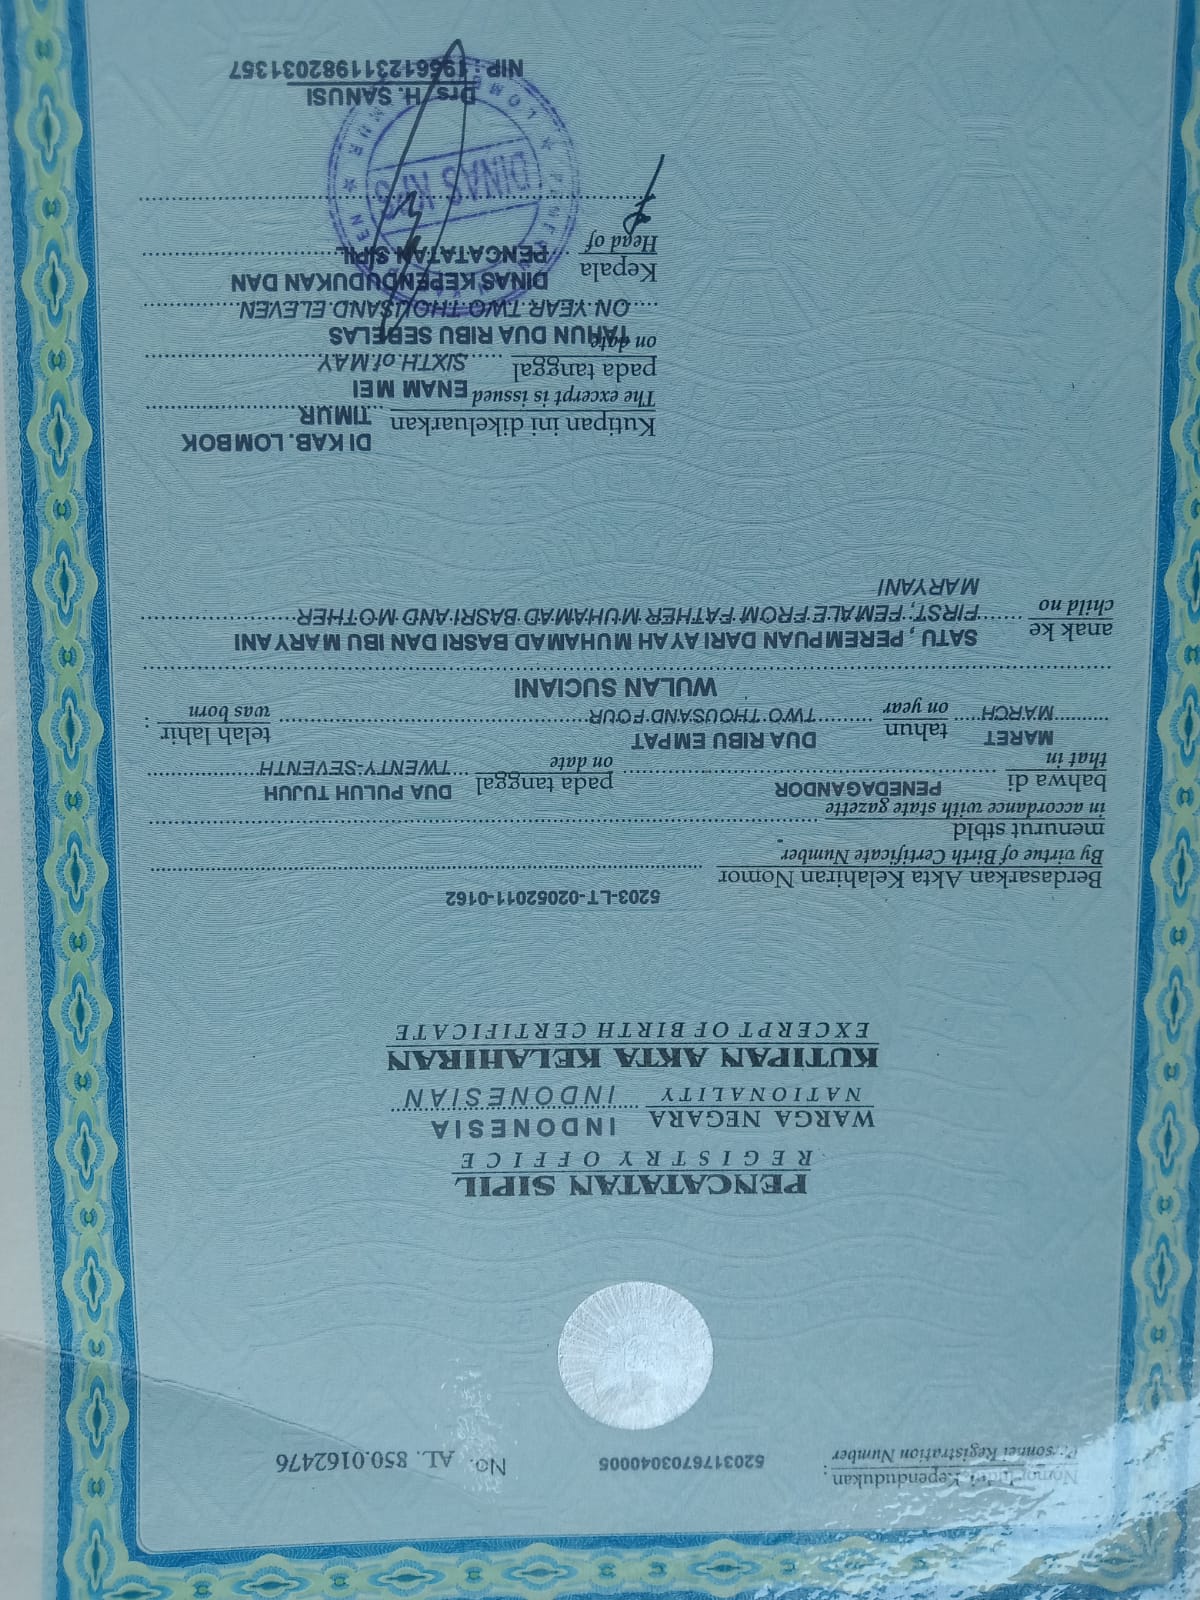 Nomor Induk Kependudukan :
Personnel Registration Number
5203176703040005
No. AL. 850.0162476
PENCATATAN SIPIL
REGISTRY OFFICE
WARGA NEGARA INDONESIA
NATIONALITY INDONESIAN
KUTIPAN AKTA KELAHIRAN
EXCERPT OF BIRTH CERTIFICATE
5203-LT-02052011-0162
Berdasarkan Akta Kelahiran Nomor
By virtue of Birth Certificate Number
menurut stbld
in accordance with state gazette
bahwa di PENEDAGANDOR pada tanggal DUA PULUH TUJUH
that in on date TWENTY-SEVENTH
MARET tahun DUA RIBU EMPAT telah lahir :
MARCH on year TWO THOUSAND FOUR was born
WULAN SUCIANI
anak ke SATU , PEREMPUAN DARI AYAH MUHAMAD BASRI DAN IBU MARYANI
child no FIRST, FEMALE FROM FATHER MUHAMAD BASRI AND MOTHER
MARYANI
DI KAB. LOMBOK
Kutipan ini dikeluarkan TIMUR
The excerpt is issued ENAM MEI
pada tanggal SIXTH of MAY
on date TAHUN DUA RIBU SEBELAS
ON YEAR TWO THOUSAND ELEVEN
DINAS KEPENDUDUKAN DAN
Kepala PENCATATAN SIPIL
Head of
DINAS KPS
Drs H. SANUSI
NIP : 195612311982031357